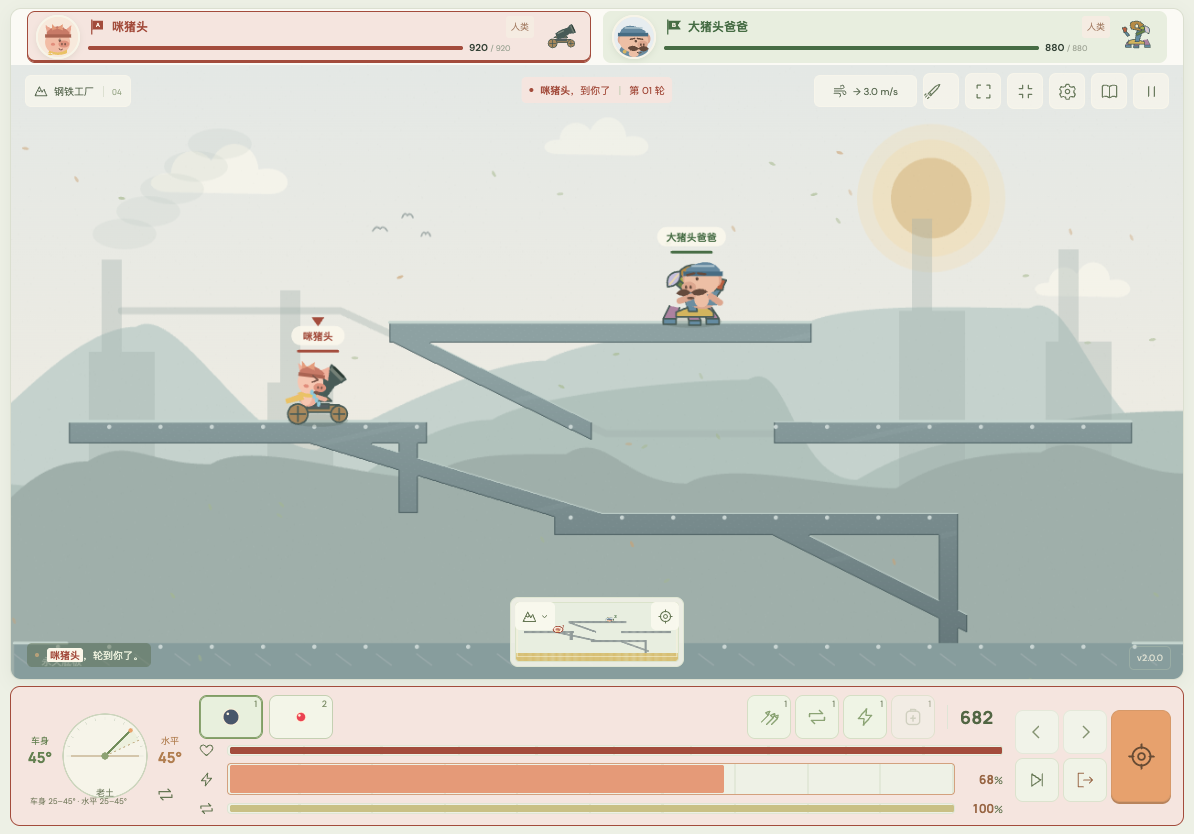 A 咪猪头 人类
920 / 920
B 大猪头爸爸 人类
880 / 880
钢铁工厂 04
咪猪头，到你了 第 01 轮
→ 3.0 m/s
大猪头爸爸
咪猪头
咪猪头，轮到你了。
v2.0.0
1
2
1
1
1
1
682
车身
45°
水平
45°
老土
车身 25–45° · 水平 25–45°
68%
100%